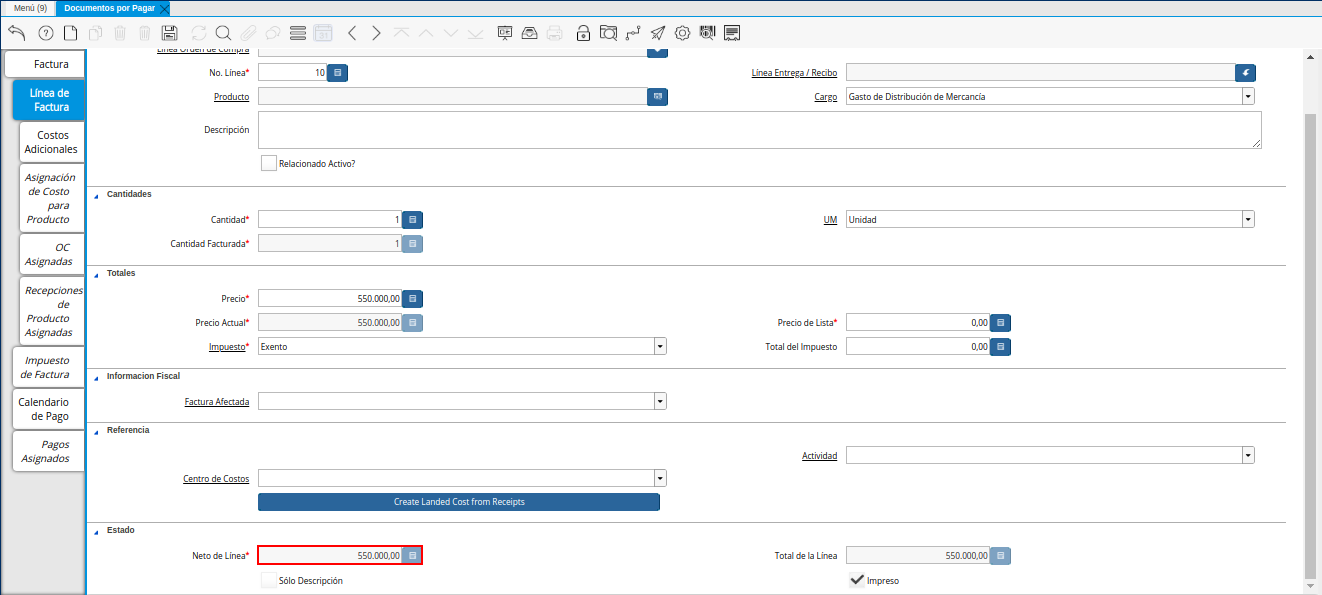 Menú (9)
Documentos por Pagar
Factura
Línea de
Factura
Costos
Adicionales
Asignación
de Costo
para
Producto
OC
Asignadas
Recepciones
de
Producto
Asignadas
Impuesto
de Factura
Calendario
de Pago
Pagos
Asignados
Línea Orden de Compra
No. Línea* 10
Línea Entrega / Recibo
Producto
Cargo Gasto de Distribución de Mercancía
Descripción
Relacionado Activo?
Cantidades
Cantidad* 1
UM Unidad
Cantidad Facturada* 1
Totales
Precio* 550.000,00
Precio Actual* 550.000,00
Precio de Lista* 0,00
Impuesto* Exento
Total del Impuesto 0,00
Informacion Fiscal
Factura Afectada
Referencia
Actividad
Centro de Costos
Create Landed Cost from Receipts
Estado
Neto de Línea* 550.000,00
Total de la Línea 550.000,00
Sólo Descripción
Impreso